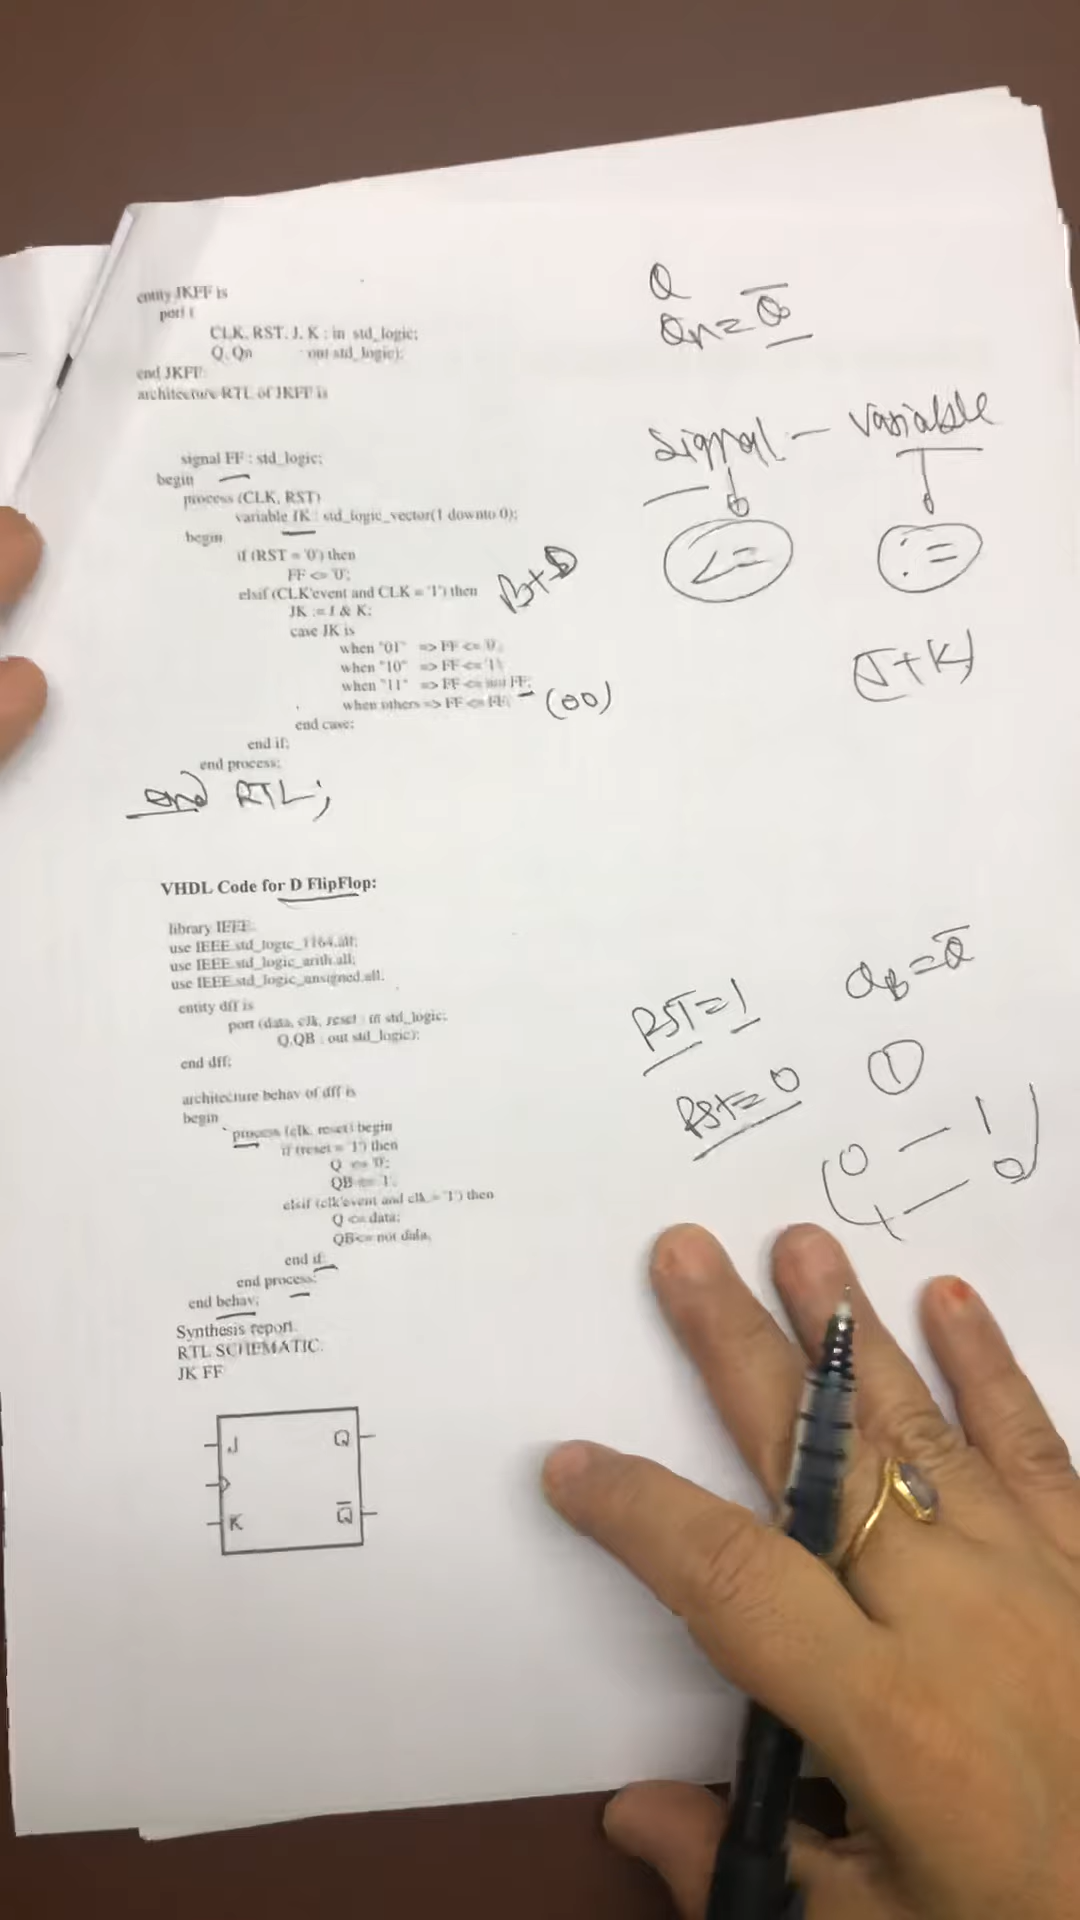 entity JKFF is
port (
CLK, RST, J, K : in std_logic;
Q, Qn : out std_logic);
end JKFF;
architecture RTL of JKFF is
signal FF : std_logic;
begin
process (CLK, RST)
variable JK : std_logic_vector(1 downto 0);
begin
if (RST = '0') then
FF <= '0';
elsif (CLK'event and CLK = '1') then
JK := J & K;
case JK is
when "01" => FF <= '0';
when "10" => FF <= '1';
when "11" => FF <= not FF;
when others => FF <= FF; (00)
end case;
end if;
end process;
end RTL;
Q
Qn = Q̅
signal - variable
<= :=
(J+K)
VHDL Code for D FlipFlop:
library IEEE;
use IEEE.std_logic_1164.all;
use IEEE.std_logic_arith.all;
use IEEE.std_logic_unsigned.all;
entity dff is
port (data, clk, reset : in std_logic;
Q,QB : out std_logic);
end dff;
architecture behav of dff is
begin
process (clk, reset) begin
if (reset = '1') then
Q <= '0';
QB <= '1';
elsif (clk'event and clk = '1') then
Q <= data;
QB <= not data;
end if;
end process;
end behav;
RST=1
QB=Q̅
RST=0
1
0 - 1
1 - 0
Synthesis report.
RTL SCHEMATIC.
JK FF
J Q
K Q̅